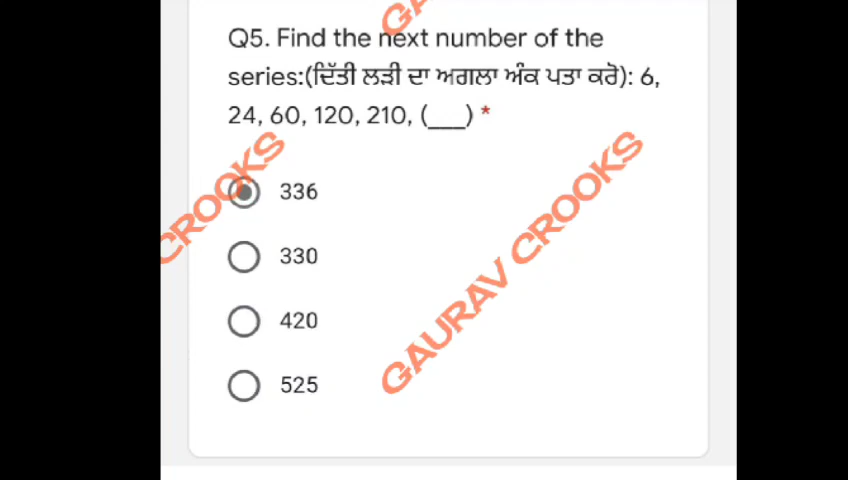 Q5. Find the next number of the
series:(ਦਿੱਤੀ ਲੜੀ ਦਾ ਅਗਲਾ ਅੰਕ ਪਤਾ ਕਰੋ): 6,
24, 60, 120, 210, (___) *
336
330
420
525
CROOKS
GAURAV CROOKS